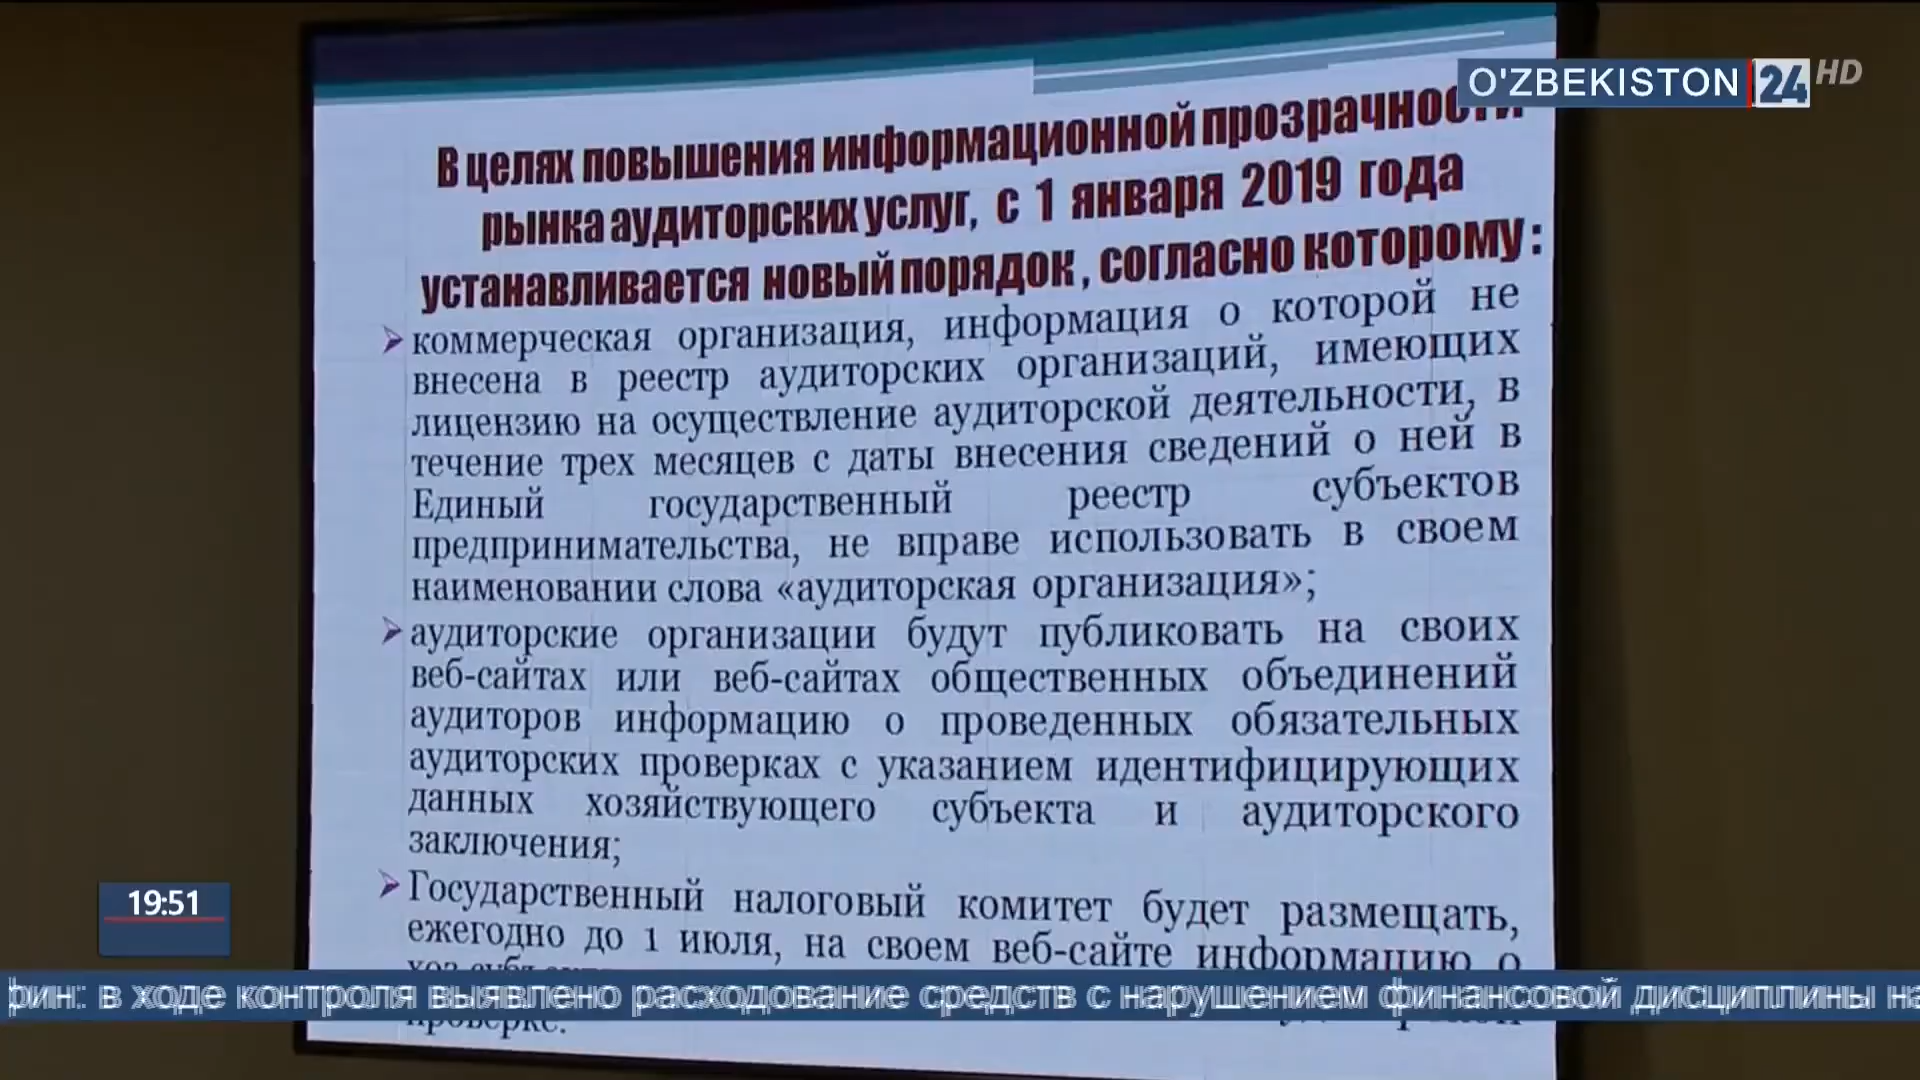 O'ZBEKISTON 24 HD
В целях повышения информационной прозрачности
рынка аудиторских услуг, с 1 января 2019 года
устанавливается новый порядок, согласно которому:
коммерческая организация, информация о которой не
внесена в реестр аудиторских организаций, имеющих
лицензию на осуществление аудиторской деятельности, в
течение трех месяцев с даты внесения сведений о ней в
Единый государственный реестр субъектов
предпринимательства, не вправе использовать в своем
наименовании слова «аудиторская организация»;
аудиторские организации будут публиковать на своих
веб-сайтах или веб-сайтах общественных объединений
аудиторов информацию о проведенных обязательных
аудиторских проверках с указанием идентифицирующих
данных хозяйствующего субъекта и аудиторского
заключения;
Государственный налоговый комитет будет размещать,
ежегодно до 1 июля, на своем веб-сайте информацию о
проверке.
19:51
фин: в ходе контроля выявлено расходование средств с нарушением финансовой дисциплины на